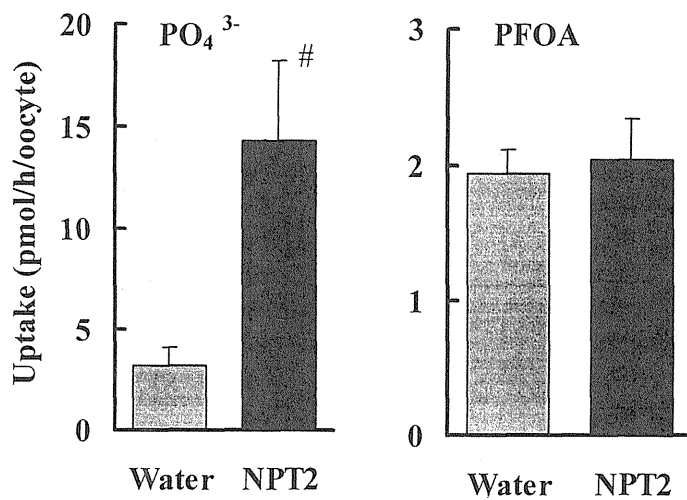 Uptake (pmol/h/oocyte)
PO4 3-
#
20
15
10
5
0
Water NPT2
PFOA
3
2
1
0
Water NPT2